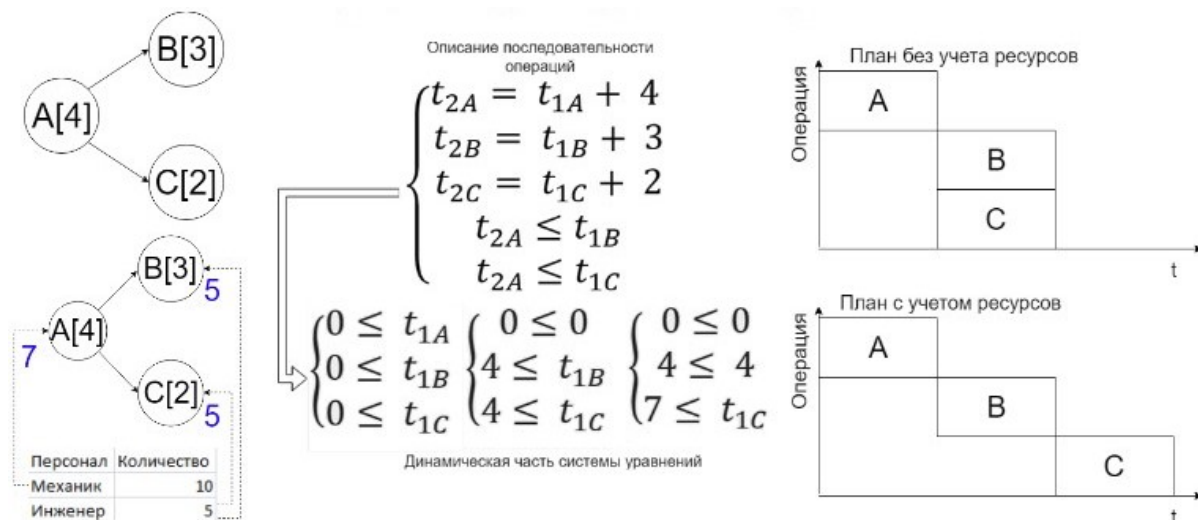 B[3]
A[4]
C[2]
B[3]
5
A[4]
7
C[2]
5
Персонал Количество
Механик 10
Инженер 5
Описание последовательности
операций
t₂A = t₁A + 4
t₂B = t₁B + 3
t₂C = t₁C + 2
t₂A ≤ t₁B
t₂A ≤ t₁C
0 ≤ t₁A 0 ≤ 0 0 ≤ 0
0 ≤ t₁B 4 ≤ t₁B 4 ≤ 4
0 ≤ t₁C 4 ≤ t₁C 7 ≤ t₁C
Динамическая часть системы уравнений
План без учета ресурсов
Операция
A
B
C
t
План с учетом ресурсов
Операция
A
B
C
t